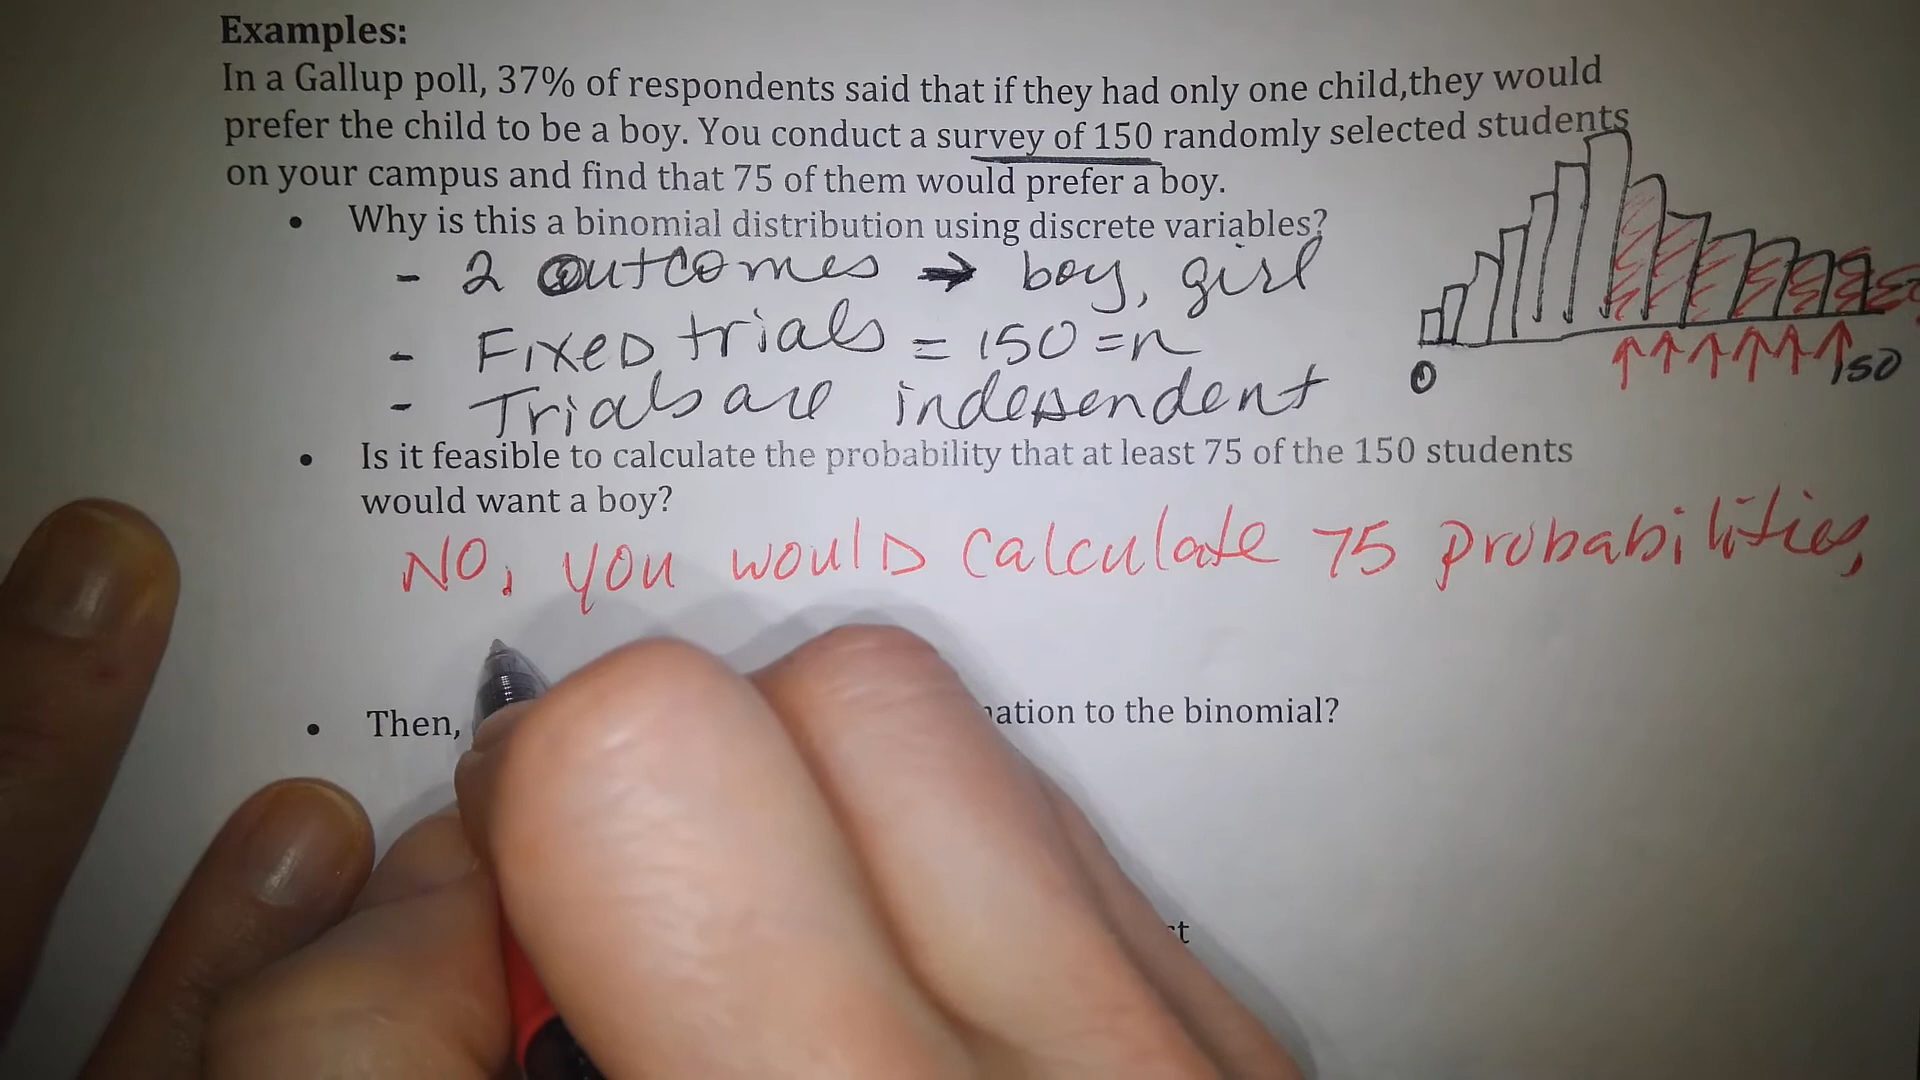 Examples:
In a Gallup poll, 37% of respondents said that if they had only one child,they would
prefer the child to be a boy. You conduct a survey of 150 randomly selected students
on your campus and find that 75 of them would prefer a boy.
• Why is this a binomial distribution using discrete variables?
- 2 outcomes → boy, girl
- Fixed trials = 150 = n
- Trials are independent
0 150
• Is it feasible to calculate the probability that at least 75 of the 150 students
would want a boy?
No, you would calculate 75 probabilities,
• Then, to the binomial?